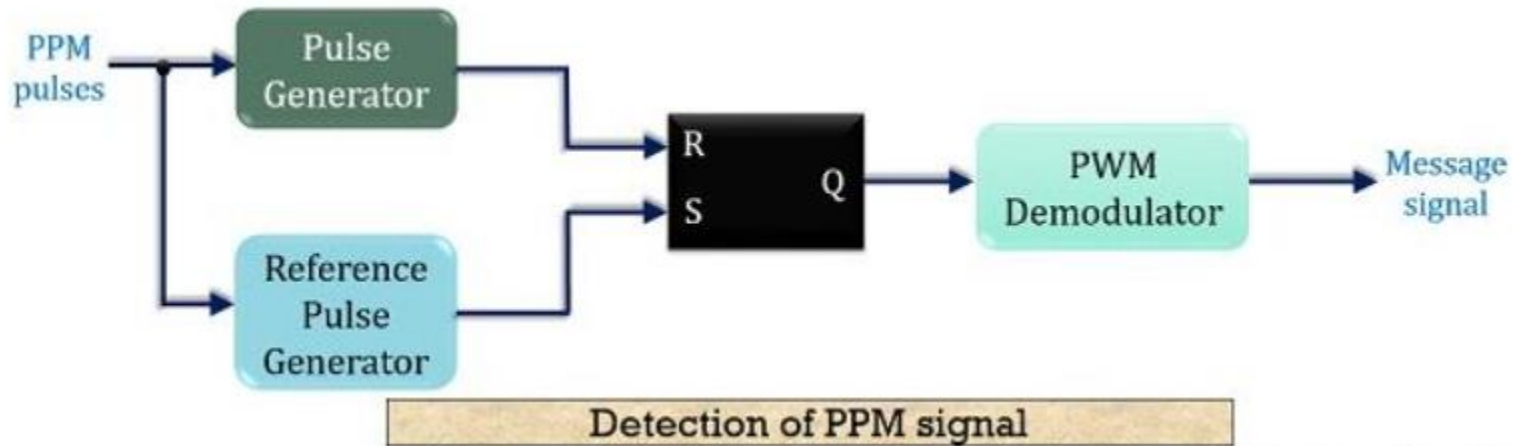 PPM
pulses
Pulse
Generator
Reference
Pulse
Generator
R
S
Q
PWM
Demodulator
Message
signal
Detection of PPM signal